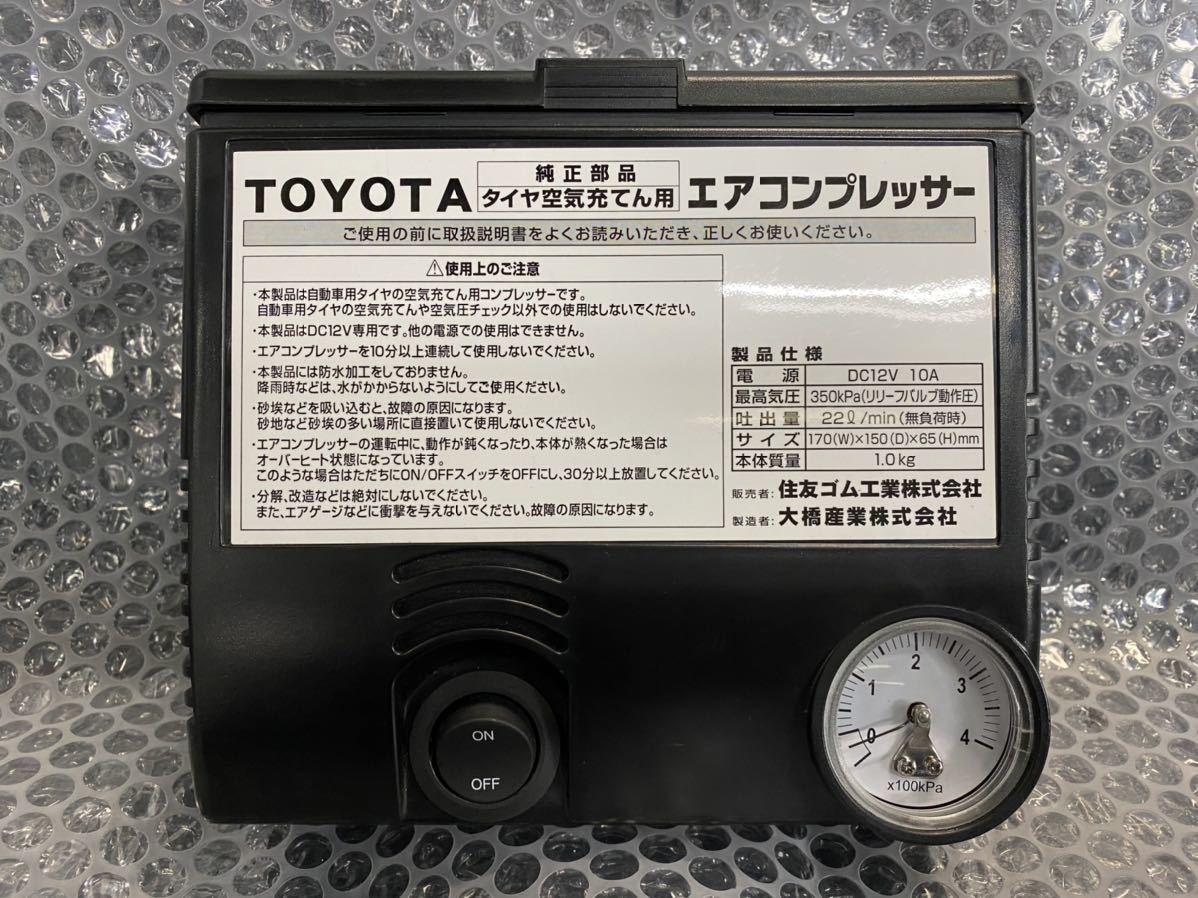 TOYOTA 純正部品 タイヤ空気充てん用 エアコンプレッサー
ご使用の前に取扱説明書をよくお読みいただき、正しくお使いください。
⚠使用上のご注意
・本製品は自動車用タイヤの空気充てん用コンプレッサーです。
自動車用タイヤの空気充てんや空気圧チェック以外での使用はしないでください。
・本製品はDC12V専用です。他の電源での使用はできません。
・エアコンプレッサーを10分以上連続して使用しないでください。
・本製品には防水加工をしておりません。
降雨時などは、水がかからないようにしてご使用ください。
・砂埃などを吸い込むと、故障の原因になります。
砂地など砂埃の多い場所に直接置いて使用しないでください。
・エアコンプレッサーの運転中に、動作が鈍くなったり、本体が熱くなった場合は
オーバーヒート状態になっています。
このような場合はただちにON/OFFスイッチをOFFにし、30分以上放置してください。
・分解、改造などは絶対にしないでください。
また、エアゲージなどに衝撃を与えないでください。故障の原因になります。
製品仕様
電源 DC12V 10A
最高気圧 350kPa(リリーフバルブ動作圧)
吐出量 22ℓ/min(無負荷時)
サイズ 170(W)×150(D)×65(H)mm
本体質量 1.0kg
販売者：住友ゴム工業株式会社
製造者：大橋産業株式会社
ON
OFF
0 1 2 3 4
x100kPa